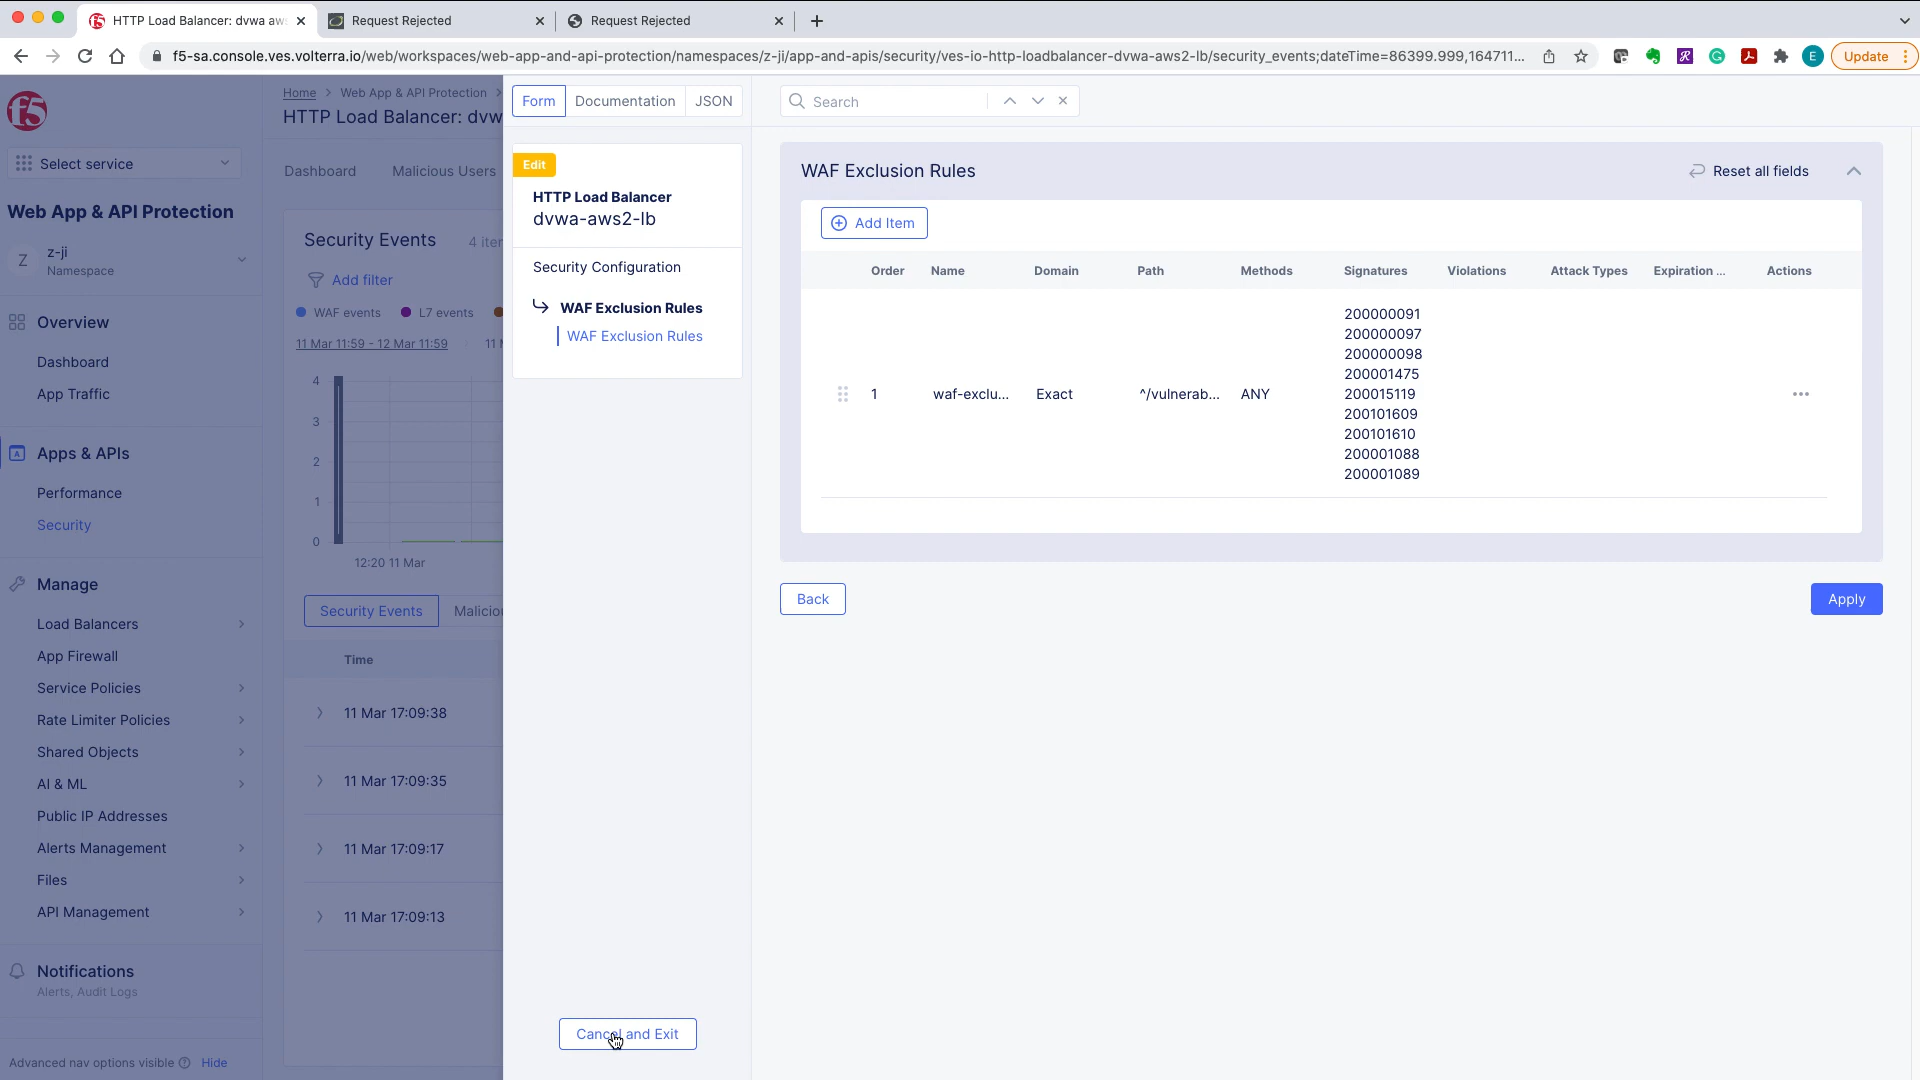 HTTP Load Balancer: dvwa aws
Request Rejected
Request Rejected
f5-sa.console.ves.volterra.io/web/workspaces/web-app-and-api-protection/namespaces/z-ji/app-and-apis/security/ves-io-http-loadbalancer-dvwa-aws2-lb/security_events;dateTime=86399.999,164711...
E
Update
f5
Select service
Web App & API Protection
Z
z-ji
Namespace
Overview
Dashboard
App Traffic
Apps & APIs
Performance
Security
Manage
Load Balancers
App Firewall
Service Policies
Rate Limiter Policies
Shared Objects
AI & ML
Public IP Addresses
Alerts Management
Files
API Management
Notifications
Alerts, Audit Logs
Advanced nav options visible
Hide
Home > Web App & API Protection >
HTTP Load Balancer: dvw
Dashboard
Malicious Users
Security Events
4 iter
Add filter
WAF events
L7 events
11 Mar 11:59 - 12 Mar 11:59
11 M
4
3
2
1
0
12:20 11 Mar
Security Events
Maliciou
Time
11 Mar 17:09:38
11 Mar 17:09:35
11 Mar 17:09:17
11 Mar 17:09:13
Form
Documentation
JSON
Edit
HTTP Load Balancer
dvwa-aws2-lb
Security Configuration
WAF Exclusion Rules
WAF Exclusion Rules
Cancel and Exit
Search
WAF Exclusion Rules
Reset all fields
Add Item
Order Name Domain Path Methods Signatures Violations Attack Types Expiration ... Actions
1 waf-exclu... Exact ^/vulnerab... ANY
200000091
200000097
200000098
200001475
200015119
200101609
200101610
200001088
200001089
Back
Apply